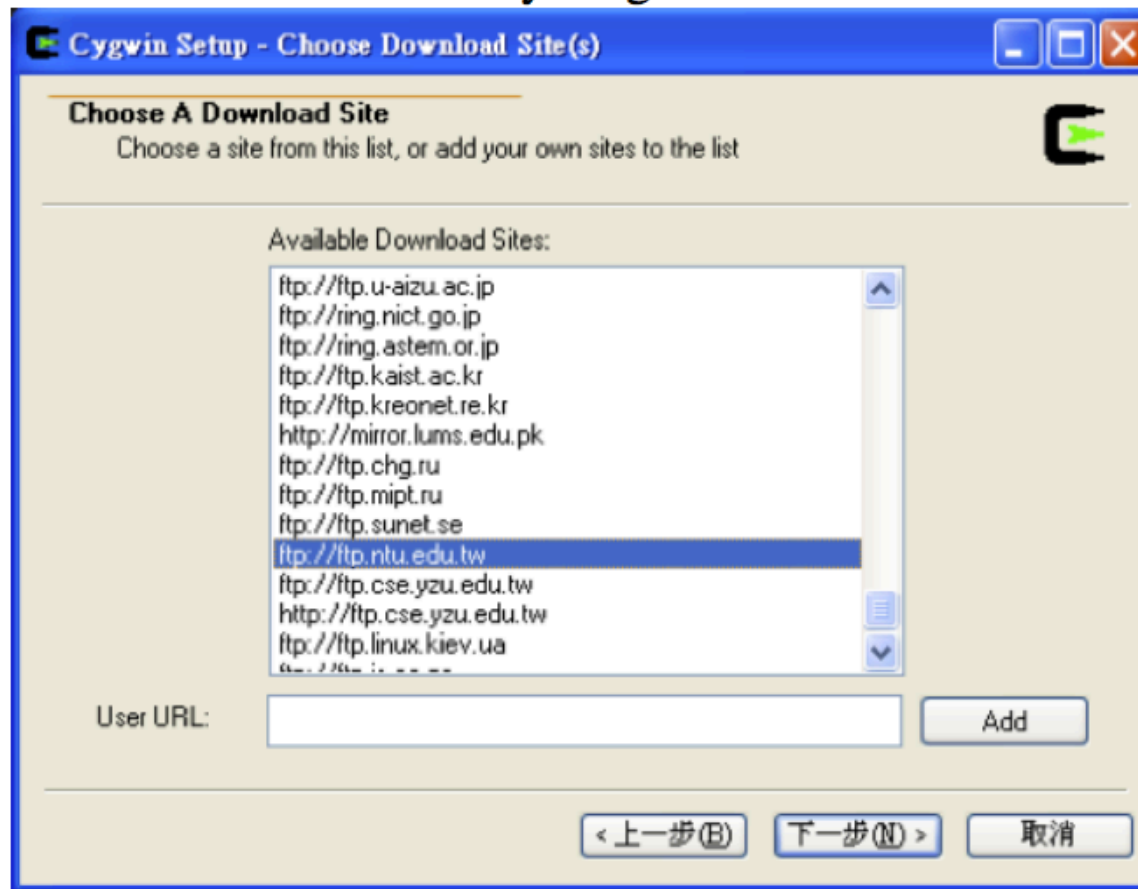 Cygwin Setup - Choose Download Site(s)
Choose A Download Site
Choose a site from this list, or add your own sites to the list
Available Download Sites:
ftp://ftp.u-aizu.ac.jp
ftp://ring.nict.go.jp
ftp://ring.astem.or.jp
ftp://ftp.kaist.ac.kr
ftp://ftp.kreonet.re.kr
http://mirror.lums.edu.pk
ftp://ftp.chg.ru
ftp://ftp.mipt.ru
ftp://ftp.sunet.se
ftp://ftp.ntu.edu.tw
ftp://ftp.cse.yzu.edu.tw
http://ftp.cse.yzu.edu.tw
ftp://ftp.linux.kiev.ua
User URL:
Add
<上一步(B) 下一步(N)> 取消